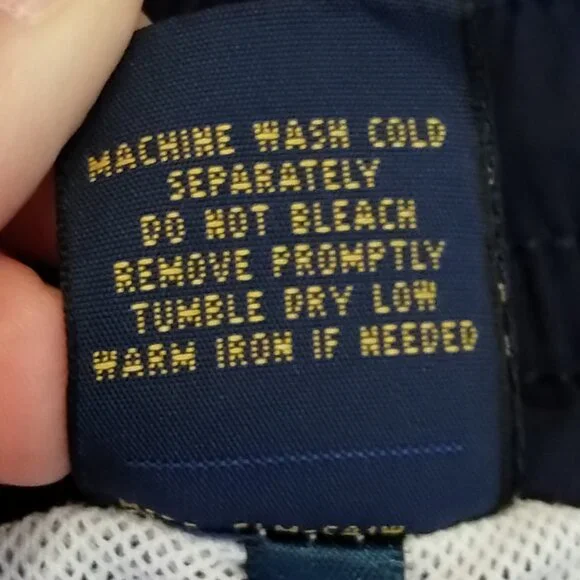 MACHINE WASH COLD
SEPARATELY
DO NOT BLEACH
REMOVE PROMPTLY
TUMBLE DRY LOW
WARM IRON IF NEEDED